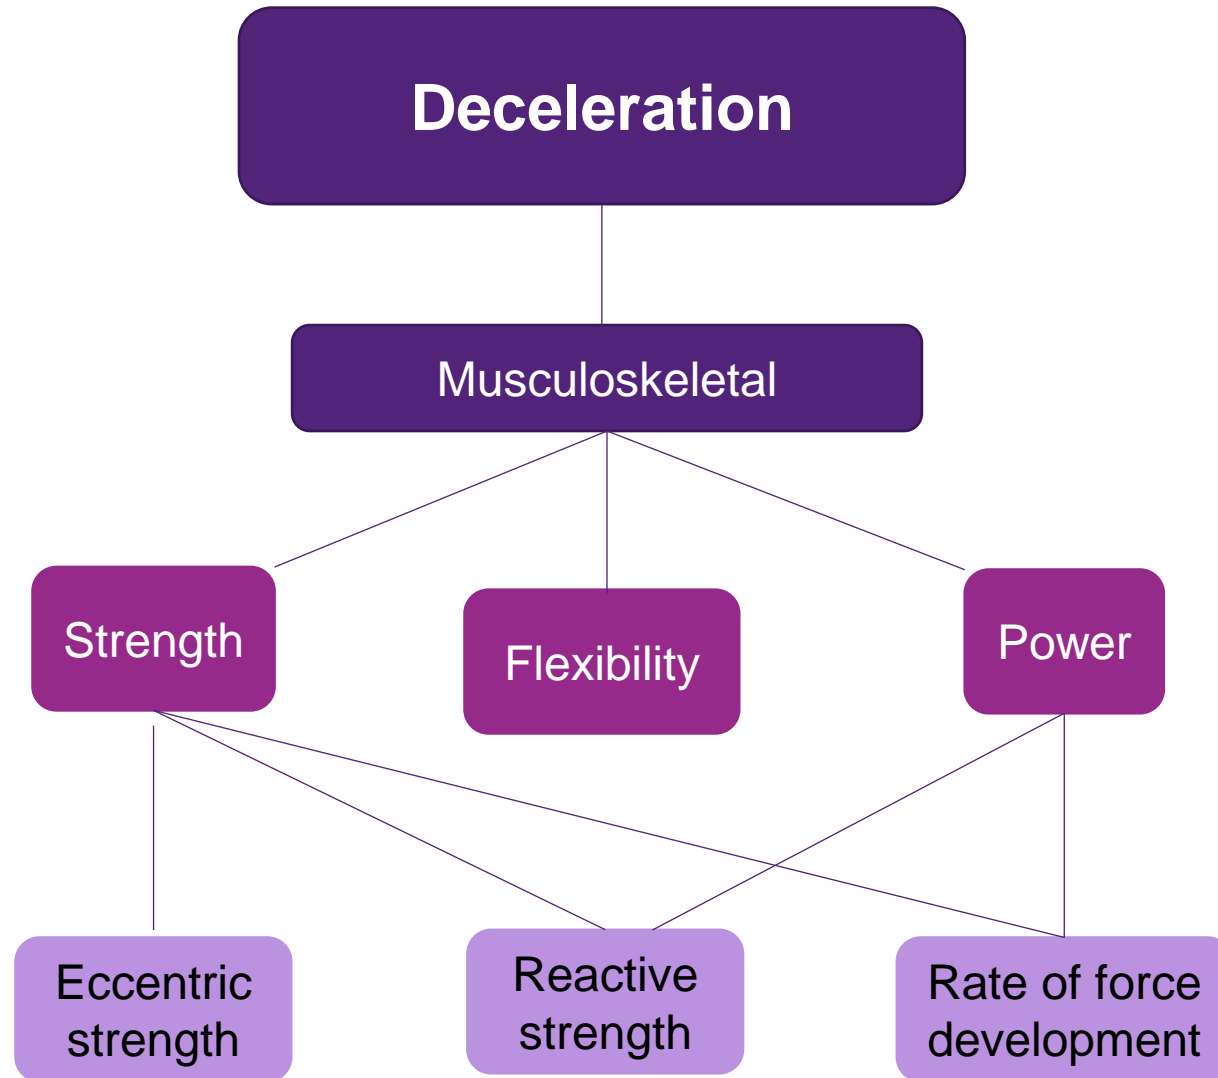 Deceleration
Musculoskeletal
Strength
Flexibility
Power
Eccentric
strength
Reactive
strength
Rate of force
development